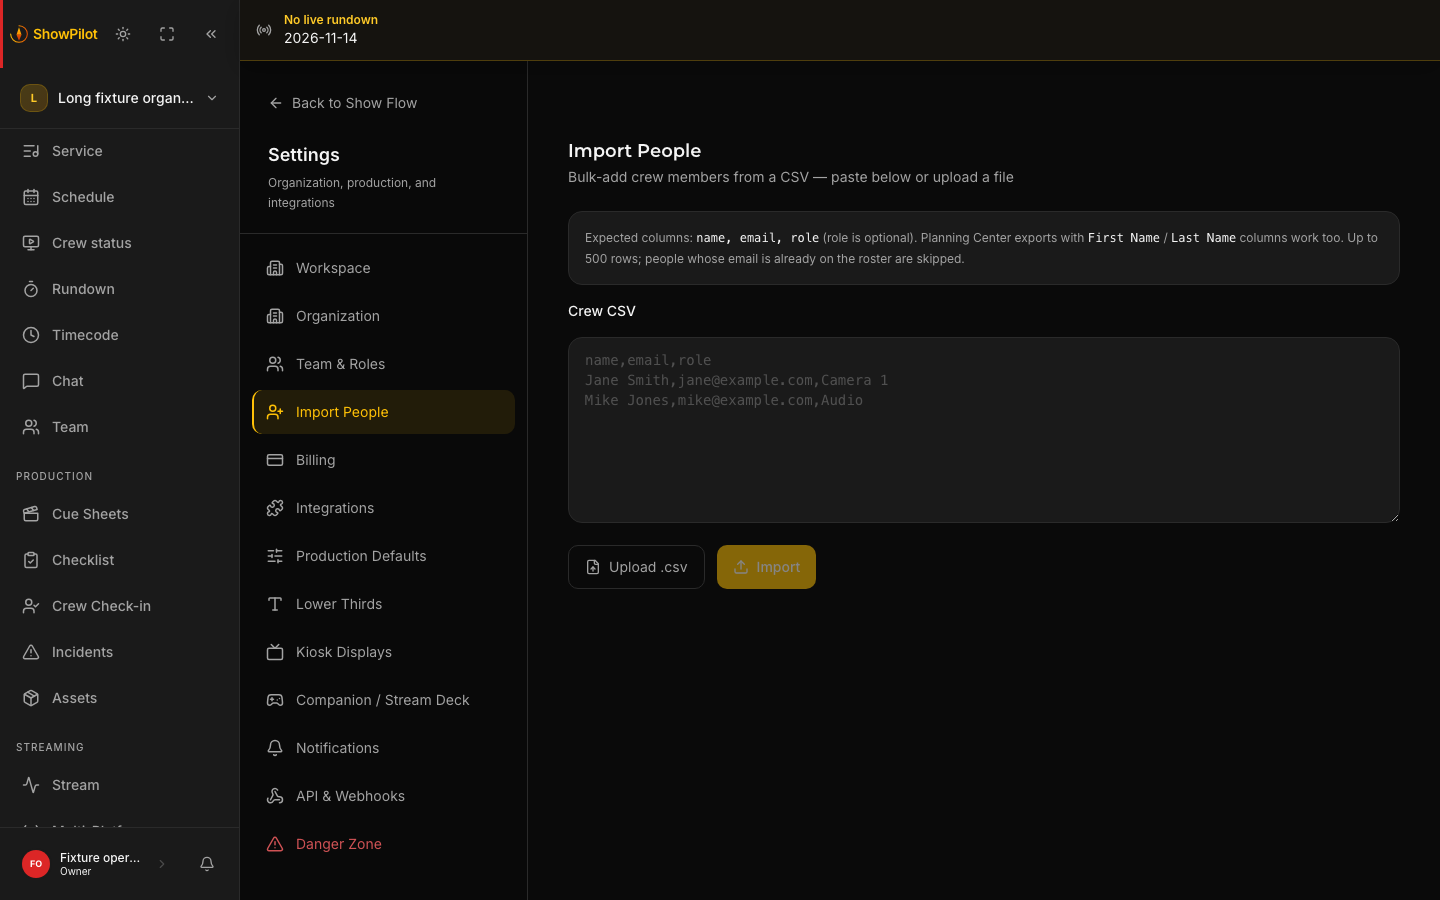 ShowPilot
L
Long fixture organ...
Service
Schedule
Crew status
Rundown
Timecode
Chat
Team
PRODUCTION
Cue Sheets
Checklist
Crew Check-in
Incidents
Assets
STREAMING
Stream
FO
Fixture oper...
Owner
No live rundown
2026-11-14
Back to Show Flow
Settings
Organization, production, and
integrations
Workspace
Organization
Team & Roles
Import People
Billing
Integrations
Production Defaults
Lower Thirds
Kiosk Displays
Companion / Stream Deck
Notifications
API & Webhooks
Danger Zone
Import People
Bulk-add crew members from a CSV — paste below or upload a file
Expected columns: name, email, role (role is optional). Planning Center exports with First Name / Last Name columns work too. Up to
500 rows; people whose email is already on the roster are skipped.
Crew CSV
name,email,role
Jane Smith,jane@example.com,Camera 1
Mike Jones,mike@example.com,Audio
Upload .csv
Import